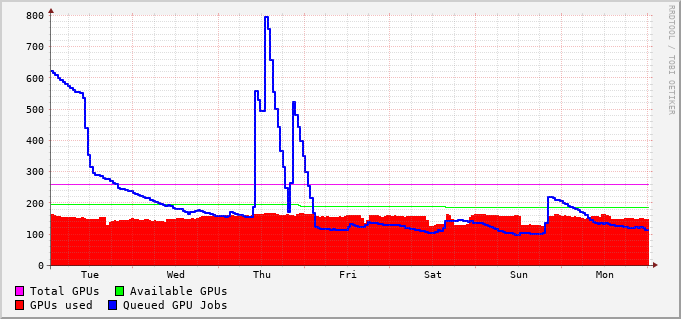 800
700
600
500
400
300
200
100
0
Tue Wed Thu Fri Sat Sun Mon
Total GPUs Available GPUs
GPUs used Queued GPU Jobs
RRDTOOL / TOBI OETIKER